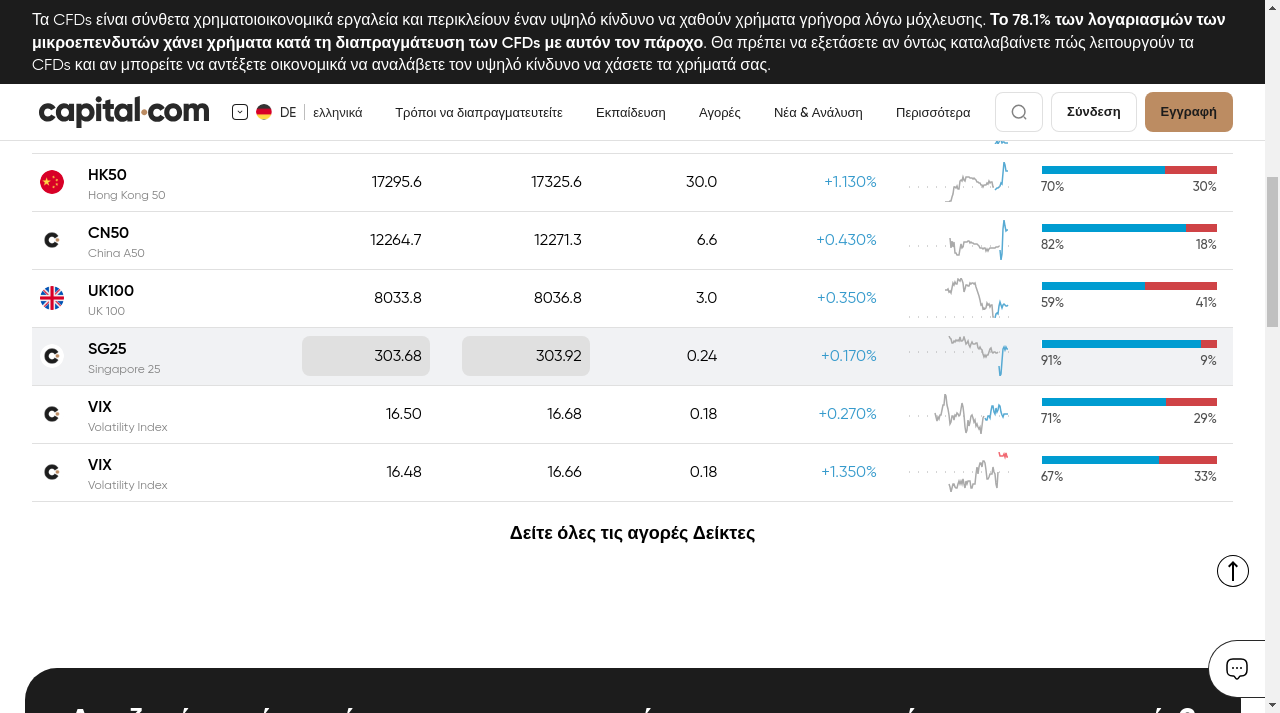 Τα CFDs είναι σύνθετα χρηματοιοικονομικά εργαλεία και περικλείουν έναν υψηλό κίνδυνο να χαθούν χρήματα γρήγορα λόγω μόχλευσης. Το 78.1% των λογαριασμών των
μικροεπενδυτών χάνει χρήματα κατά τη διαπραγμάτευση των CFDs με αυτόν τον πάροχο. Θα πρέπει να εξετάσετε αν όντως καταλαβαίνετε πώς λειτουργούν τα
CFDs και αν μπορείτε να αντέξετε οικονομικά να αναλάβετε τον υψηλό κίνδυνο να χάσετε τα χρήματά σας.
capital.com DE ελληνικά Τρόποι να διαπραγματευτείτε Εκπαίδευση Αγορές Νέα & Ανάλυση Περισσότερα Σύνδεση Εγγραφή
HK50 17295.6 17325.6 30.0 +1.130%
Hong Kong 50 70% 30%
CN50 12264.7 12271.3 6.6 +0.430%
China A50 82% 18%
UK100 8033.8 8036.8 3.0 +0.350%
UK 100 59% 41%
SG25 303.68 303.92 0.24 +0.170%
Singapore 25 91% 9%
VIX 16.50 16.68 0.18 +0.270%
Volatility Index 71% 29%
VIX 16.48 16.66 0.18 +1.350%
Volatility Index 67% 33%
Δείτε όλες τις αγορές Δείκτες